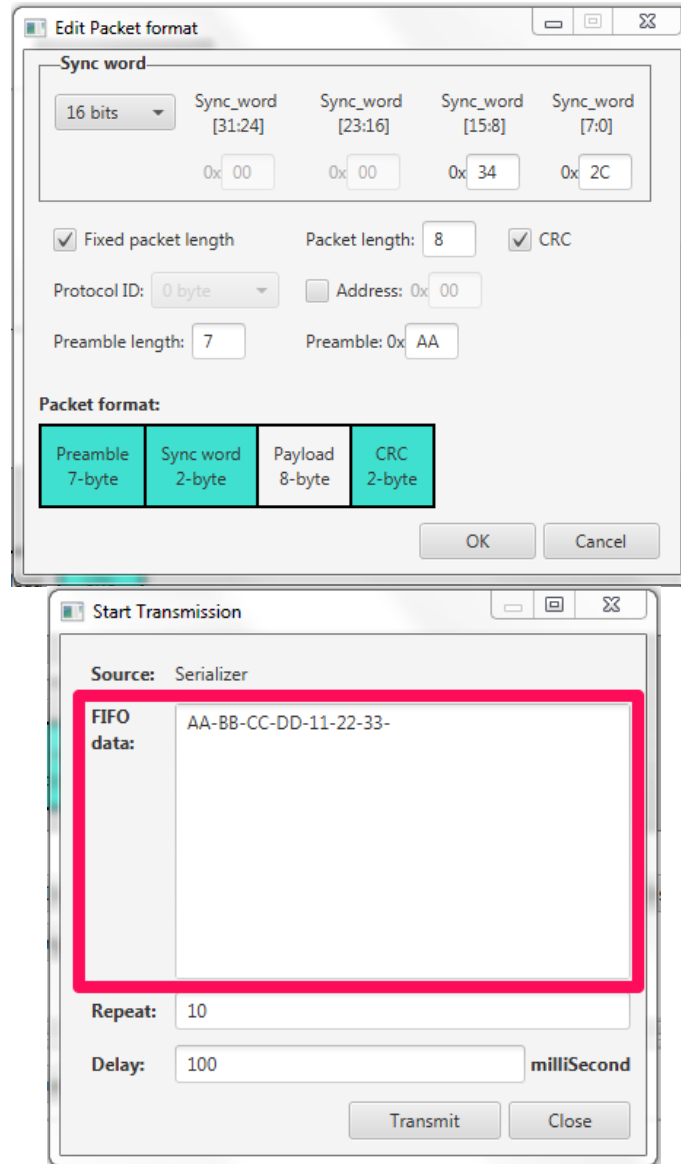 Edit Packet format
Sync word
16 bits
Sync_word [31:24]
Sync_word [23:16]
Sync_word [15:8]
Sync_word [7:0]
0x 00
0x 00
0x 34
0x 2C
Fixed packet length Packet length: 8 CRC
Protocol ID: 0 byte Address: 0x 00
Preamble length: 7 Preamble: 0x AA
Packet format:
Preamble 7-byte
Sync word 2-byte
Payload 8-byte
CRC 2-byte
OK Cancel
Start Transmission
Source: Serializer
FIFO data: AA-BB-CC-DD-11-22-33-
Repeat: 10
Delay: 100 milliSecond
Transmit Close